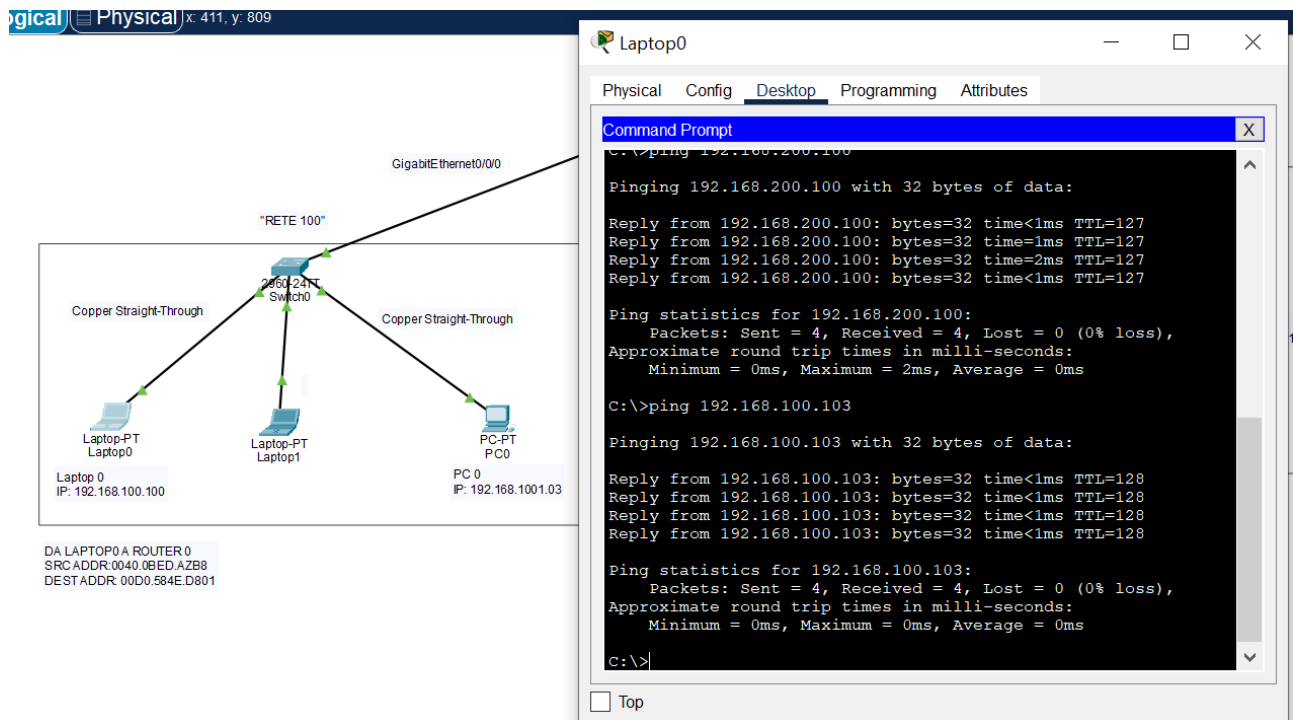 ogical Physical x: 411, y: 809
GigabitEthernet0/0/0
"RETE 100"
2960-24TT
Switch0
Copper Straight-Through
Copper Straight-Through
Laptop-PT
Laptop0
Laptop-PT
Laptop1
PC-PT
PC0
Laptop 0
IP: 192.168.100.100
PC 0
IP: 192.168.1001.03
DA LAPTOP0 A ROUTER 0
SRC ADDR:0040.0BED.AZB8
DEST ADDR: 00D0.584E.D801
Laptop0
Physical Config Desktop Programming Attributes
Command Prompt X
C:\>ping 192.168.200.100
Pinging 192.168.200.100 with 32 bytes of data:
Reply from 192.168.200.100: bytes=32 time<1ms TTL=127
Reply from 192.168.200.100: bytes=32 time=1ms TTL=127
Reply from 192.168.200.100: bytes=32 time=2ms TTL=127
Reply from 192.168.200.100: bytes=32 time<1ms TTL=127
Ping statistics for 192.168.200.100:
Packets: Sent = 4, Received = 4, Lost = 0 (0% loss),
Approximate round trip times in milli-seconds:
Minimum = 0ms, Maximum = 2ms, Average = 0ms
C:\>ping 192.168.100.103
Pinging 192.168.100.103 with 32 bytes of data:
Reply from 192.168.100.103: bytes=32 time<1ms TTL=128
Reply from 192.168.100.103: bytes=32 time<1ms TTL=128
Reply from 192.168.100.103: bytes=32 time<1ms TTL=128
Reply from 192.168.100.103: bytes=32 time<1ms TTL=128
Ping statistics for 192.168.100.103:
Packets: Sent = 4, Received = 4, Lost = 0 (0% loss),
Approximate round trip times in milli-seconds:
Minimum = 0ms, Maximum = 0ms, Average = 0ms
C:\>
Top